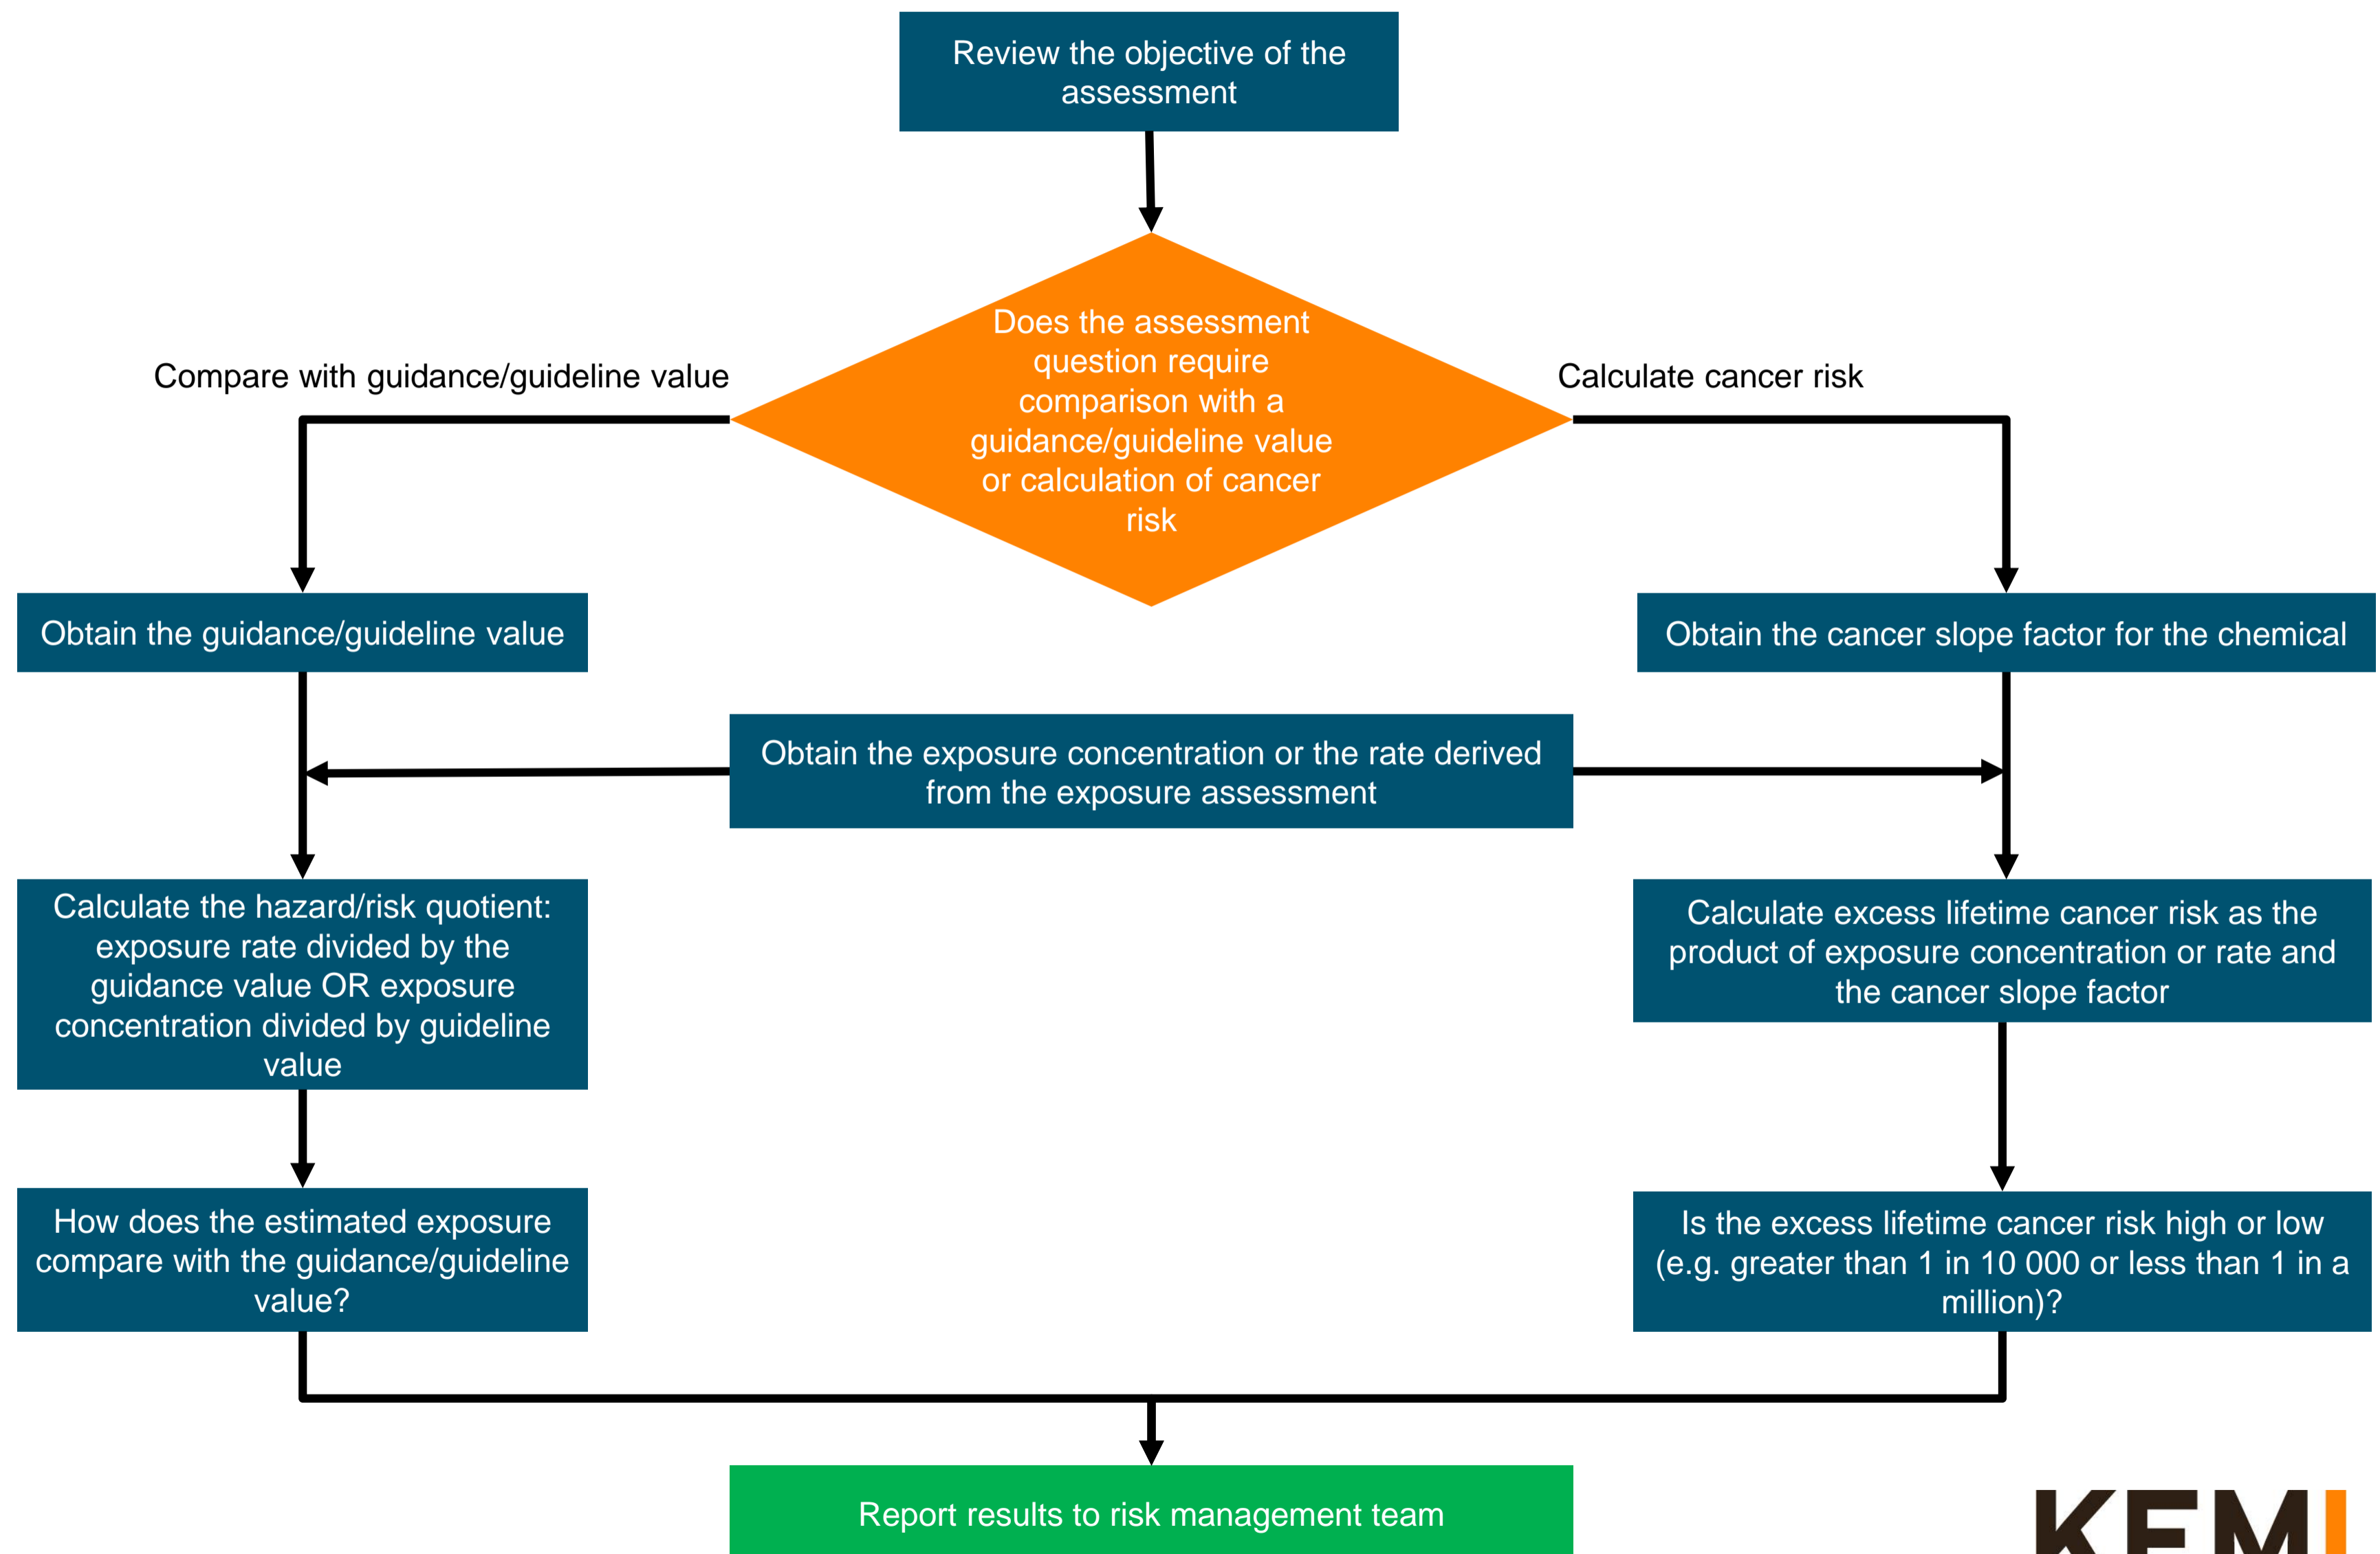 Review the objective of the
assessment
Does the assessment
question require
comparison with a
guidance/guideline value
or calculation of cancer
risk
Compare with guidance/guideline value
Calculate cancer risk
Obtain the guidance/guideline value
Obtain the cancer slope factor for the chemical
Obtain the exposure concentration or the rate derived
from the exposure assessment
Calculate the hazard/risk quotient:
exposure rate divided by the
guidance value OR exposure
concentration divided by guideline
value
Calculate excess lifetime cancer risk as the
product of exposure concentration or rate and
the cancer slope factor
How does the estimated exposure
compare with the guidance/guideline
value?
Is the excess lifetime cancer risk high or low
(e.g. greater than 1 in 10 000 or less than 1 in a
million)?
Report results to risk management team
KEMI